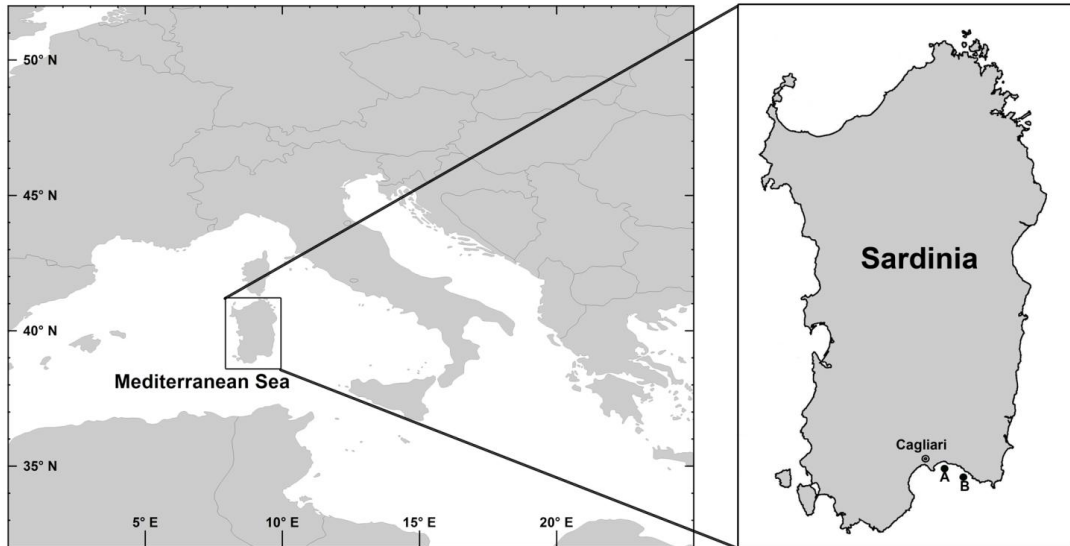 50° N
45° N
40° N
35° N
5° E
10° E
15° E
20° E
Mediterranean Sea
Sardinia
Cagliari
A
B